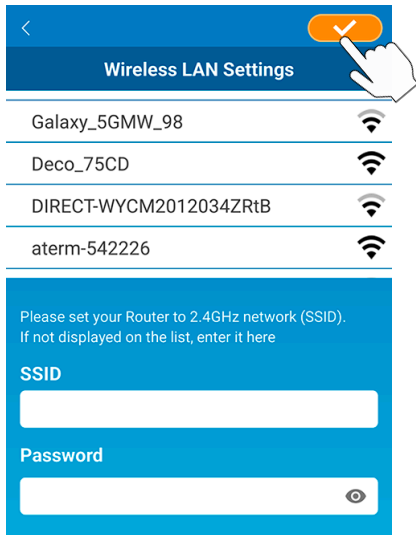 Wireless LAN Settings
Galaxy_5GMW_98
Deco_75CD
DIRECT-WYCM2012034ZRtB
aterm-542226
Please set your Router to 2.4GHz network (SSID).
If not displayed on the list, enter it here
SSID
Password